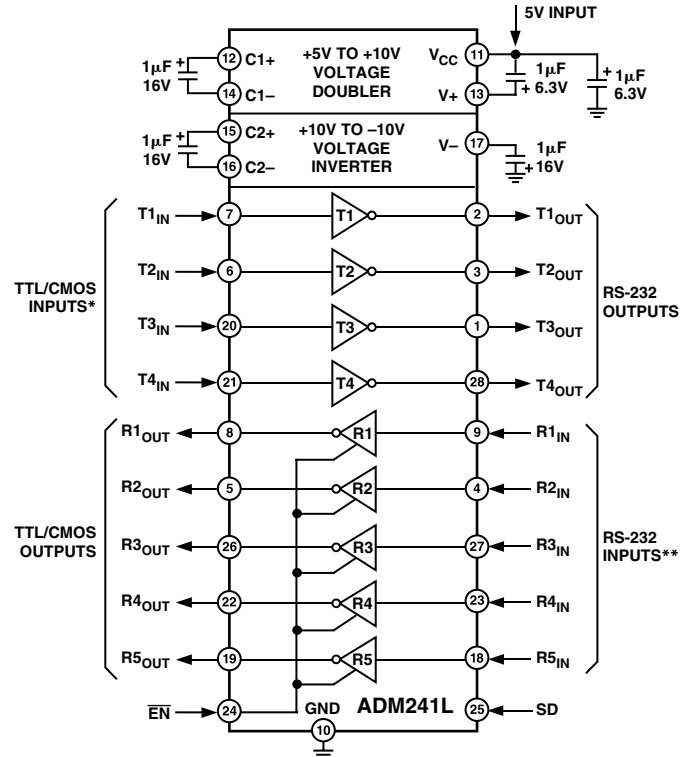 5V INPUT
1μF
16V
12 C1+
14 C1–
+5V TO +10V
VOLTAGE
DOUBLER
VCC 11
V+ 13
1μF
6.3V
1μF
6.3V
1μF
16V
15 C2+
16 C2–
+10V TO –10V
VOLTAGE
INVERTER
V– 17
1μF
16V
TTL/CMOS
INPUTS*
T1IN 7 T1 2 T1OUT
T2IN 6 T2 3 T2OUT
T3IN 20 T3 1 T3OUT
T4IN 21 T4 28 T4OUT
RS-232
OUTPUTS
TTL/CMOS
OUTPUTS
R1OUT 8 R1 9 R1IN
R2OUT 5 R2 4 R2IN
R3OUT 26 R3 27 R3IN
R4OUT 22 R4 23 R4IN
R5OUT 19 R5 18 R5IN
RS-232
INPUTS**
EN 24 GND 10 ADM241L 25 SD